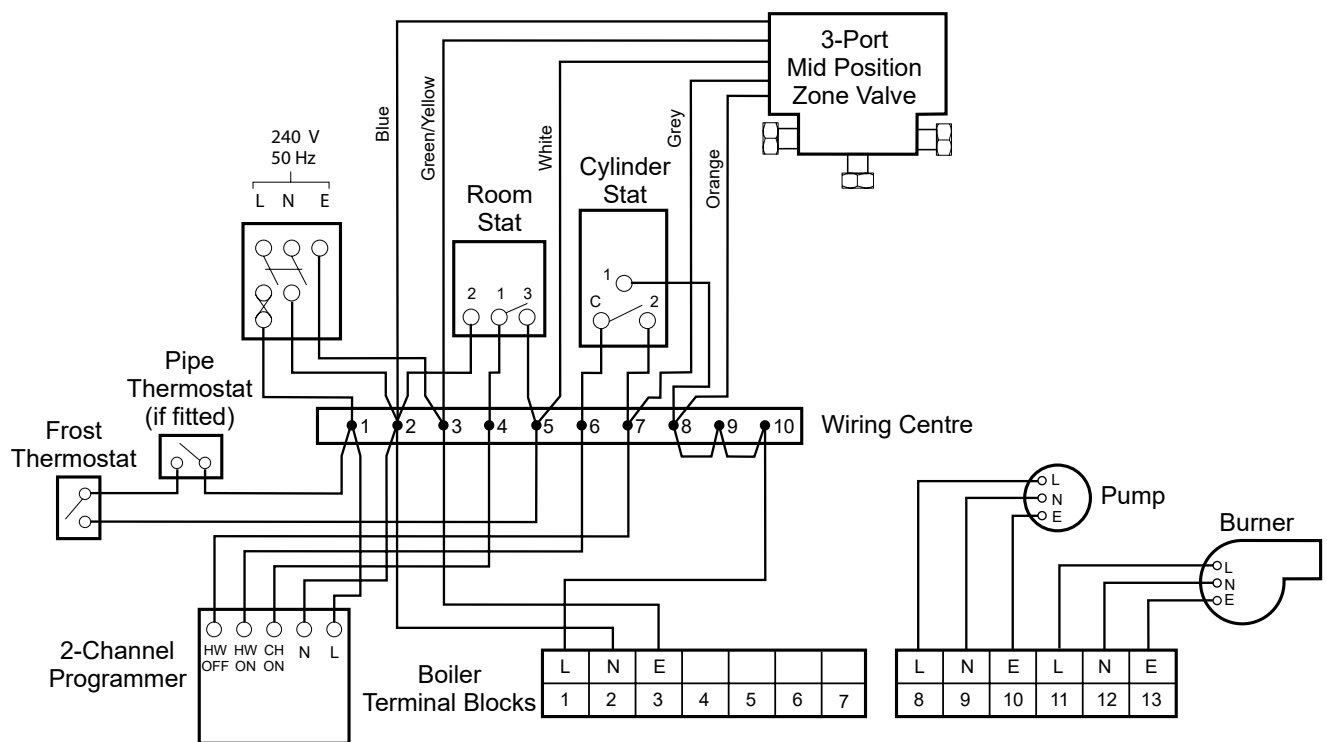 3-Port
Mid Position
Zone Valve
Blue
Green/Yellow
White
Grey
Orange
240 V
50 Hz
L N E
Room
Stat
2 1 3
Cylinder
Stat
1
C 2
Pipe
Thermostat
(if fitted)
Frost
Thermostat
1 2 3 4 5 6 7 8 9 10
Wiring Centre
L
N
E
Pump
Burner
L
N
E
2-Channel
Programmer
HW HW CH N L
OFF ON ON
Boiler
Terminal Blocks
L N E
1 2 3 4 5 6 7
L N E L N E
8 9 10 11 12 13